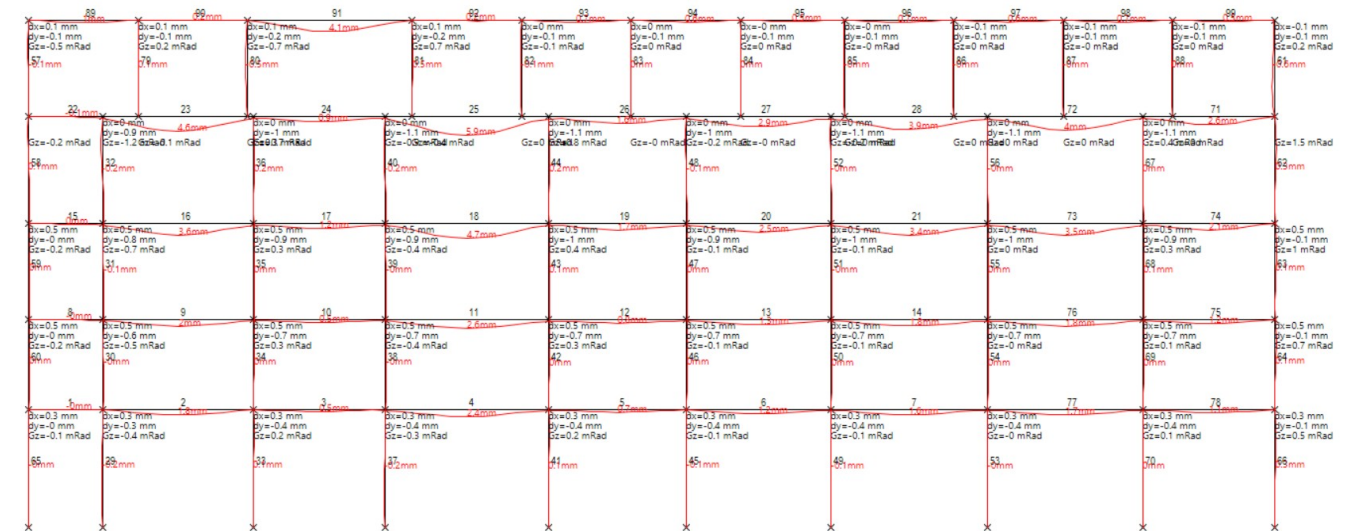 89 90 91 92 93 94 95 96 97 98 99
4.1mm
dx=0.1 mm dx=0.1 mm dx=0.1 mm dx=0.1 mm dx=-0 mm dx=0 mm dx=-0 mm dx=-0 mm dx=-0 mm dx=-0 mm dx=-0 mm dx=-0.1 mm
dy=-0.1 mm dy=-0.1 mm dy=-0.2 mm dy=-0.2 mm dy=-0.1 mm dy=-0.1 mm dy=-0.1 mm dy=-0.1 mm dy=-0.1 mm dy=-0.1 mm dy=-0.1 mm dy=-0.1 mm
Gz=-0.5 mRad Gz=0.2 mRad Gz=-0.7 mRad Gz=0.7 mRad Gz=-0.1 mRad Gz=0 mRad Gz=0 mRad Gz=-0 mRad Gz=0 mRad Gz=-0 mRad Gz=0 mRad Gz=0.2 mRad
57 79 80 81 82 83 84 85 86 87 88 61
22 23 24 25 26 27 28 72 71
4.6mm 5.9mm 2.9mm 3.9mm 4mm 2.6mm
dx=0 mm dx=0 mm dx=0 mm dx=0 mm dx=0 mm dx=0 mm dx=0 mm dx=0 mm
dy=-0.9 mm dy=-1 mm dy=-1.1 mm dy=-1.1 mm dy=-1 mm dy=-1.1 mm dy=-1.1 mm dy=-1.1 mm
Gz=-0.2 mRad Gz=-0 mRad Gz=-0.2 mRad Gz=-0 mRad Gz=0 mRad Gz=1.5 mRad
58 32 36 40 44 48 52 56 67 62
15 16 17 18 19 20 21 73 74
3.6mm 1.2mm 4.7mm 1.7mm 2.5mm 3.4mm 3.5mm 2.1mm
dx=0.5 mm dx=0.5 mm dx=0.5 mm dx=0.5 mm dx=0.5 mm dx=0.5 mm dx=0.5 mm dx=0.5 mm dx=0.5 mm dx=0.5 mm
dy=-0 mm dy=-0.8 mm dy=-0.9 mm dy=-0.9 mm dy=-1 mm dy=-0.9 mm dy=-1 mm dy=-1 mm dy=-0.9 mm dy=-0.1 mm
Gz=-0.2 mRad Gz=-0.7 mRad Gz=0.3 mRad Gz=-0.4 mRad Gz=0.4 mRad Gz=-0.1 mRad Gz=-0.1 mRad Gz=0 mRad Gz=0.3 mRad Gz=1 mRad
59 31 35 39 43 47 51 55 68 63
8 9 10 11 12 13 14 76 75
2mm 2.6mm
dx=0.5 mm dx=0.5 mm dx=0.5 mm dx=0.5 mm dx=0.5 mm dx=0.5 mm dx=0.5 mm dx=0.5 mm dx=0.5 mm dx=0.5 mm
dy=-0 mm dy=-0.6 mm dy=-0.7 mm dy=-0.7 mm dy=-0.7 mm dy=-0.7 mm dy=-0.7 mm dy=-0.7 mm dy=-0.7 mm dy=-0.1 mm
Gz=-0.2 mRad Gz=-0.5 mRad Gz=0.3 mRad Gz=-0.4 mRad Gz=0.3 mRad Gz=-0.1 mRad Gz=-0.1 mRad Gz=-0 mRad Gz=0.1 mRad Gz=0.7 mRad
60 30 34 38 42 46 50 54 69 64
1 2 3 4 5 6 7 77 78
2.4mm
dx=0.3 mm dx=0.3 mm dx=0.3 mm dx=0.3 mm dx=0.3 mm dx=0.3 mm dx=0.3 mm dx=0.3 mm dx=0.3 mm dx=0.3 mm
dy=-0 mm dy=-0.3 mm dy=-0.4 mm dy=-0.4 mm dy=-0.4 mm dy=-0.4 mm dy=-0.4 mm dy=-0.4 mm dy=-0.4 mm dy=-0.1 mm
Gz=-0.1 mRad Gz=-0.4 mRad Gz=0.2 mRad Gz=-0.3 mRad Gz=0.2 mRad Gz=-0.1 mRad Gz=-0.1 mRad Gz=-0 mRad Gz=0.1 mRad Gz=0.5 mRad
65 29 33 37 41 45 49 53 70 66